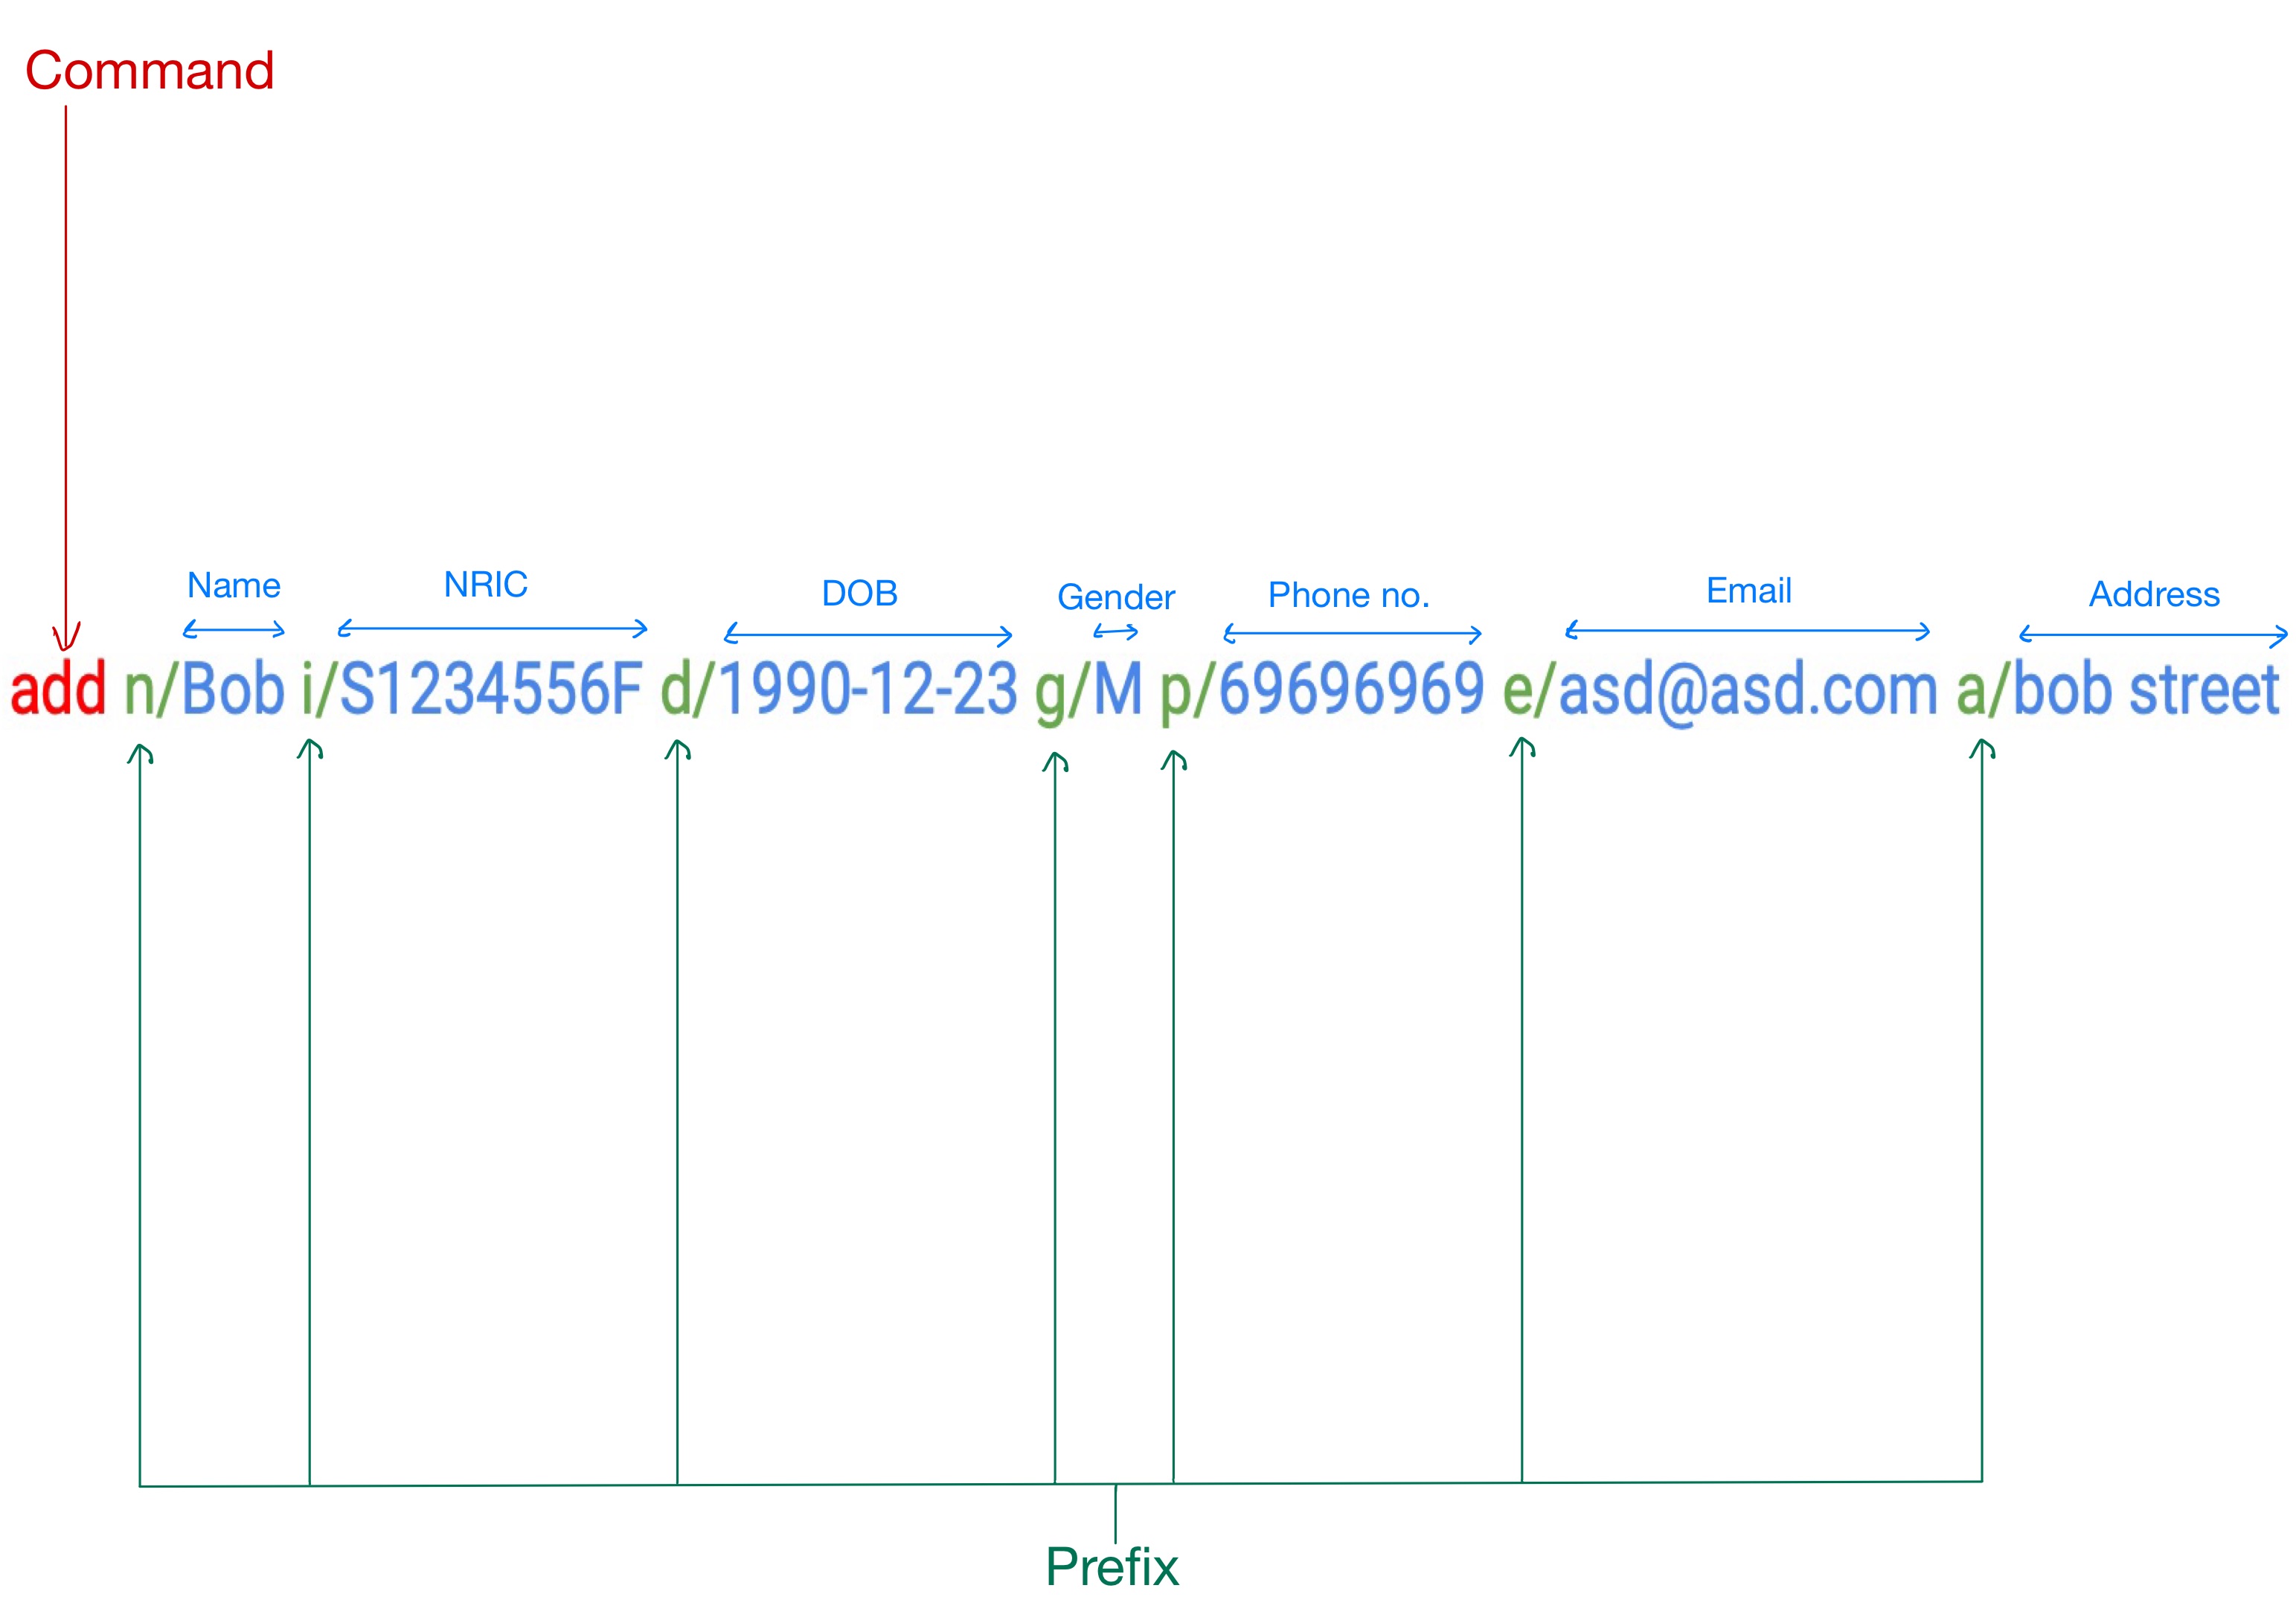 Command
Name NRIC DOB Gender Phone no. Email Address
add n/Bob i/S1234556F d/1990-12-23 g/M p/69696969 e/asd@asd.com a/bob street
Prefix